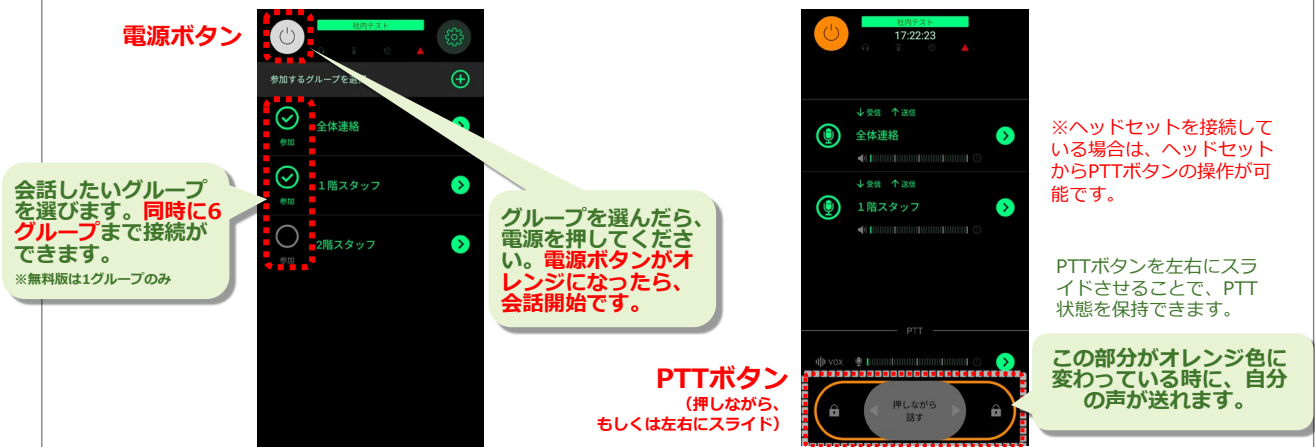 電源ボタン
社内テスト
参加するグループを選
参加
全体連絡
参加
1階スタッフ
参加
2階スタッフ
会話したいグループ
を選びます。同時に6
グループまで接続が
できます。
※無料版は1グループのみ
グループを選んだら、
電源を押してくださ
い。電源ボタンがオ
レンジになったら、
会話開始です。
社内テスト
17:22:23
↓受信 ↑送信
全体連絡
↓受信 ↑送信
1階スタッフ
PTT
VOX
押しながら
話す
PTTボタン
(押しながら、
もしくは左右にスライド)
※ヘッドセットを接続して
いる場合は、ヘッドセット
からPTTボタンの操作が可
能です。
PTTボタンを左右にスラ
イドさせることで、PTT
状態を保持できます。
この部分がオレンジ色に
変わっている時に、自分
の声が送れます。